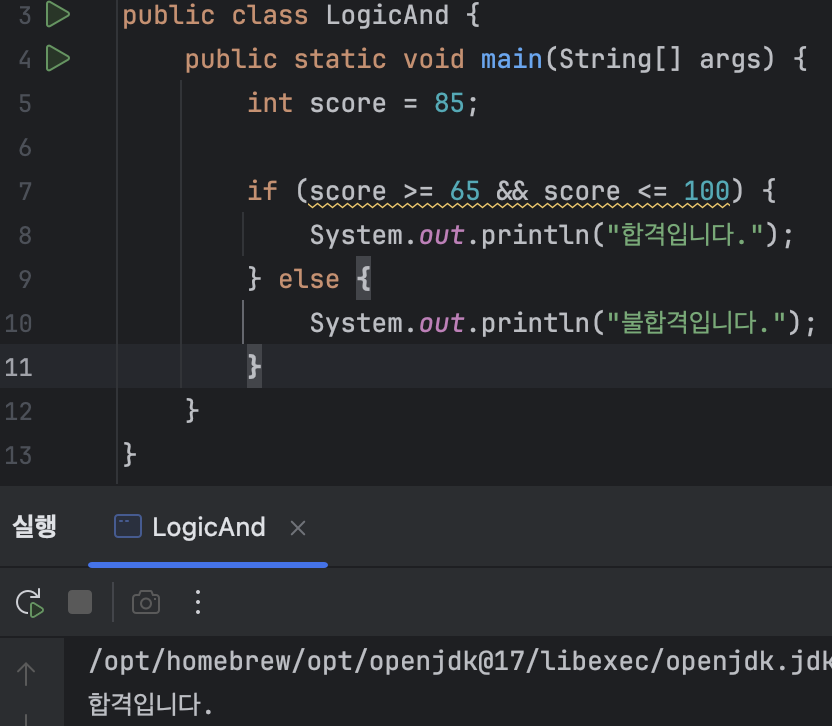 3 public class LogicAnd {
4 public static void main(String[] args) {
5 int score = 85;
6
7 if (score >= 65 && score <= 100) {
8 System.out.println("합격입니다.");
9 } else {
10 System.out.println("불합격입니다.");
11 }
12 }
13 }
실행 LogicAnd
/opt/homebrew/opt/openjdk@17/libexec/openjdk.jdk
합격입니다.